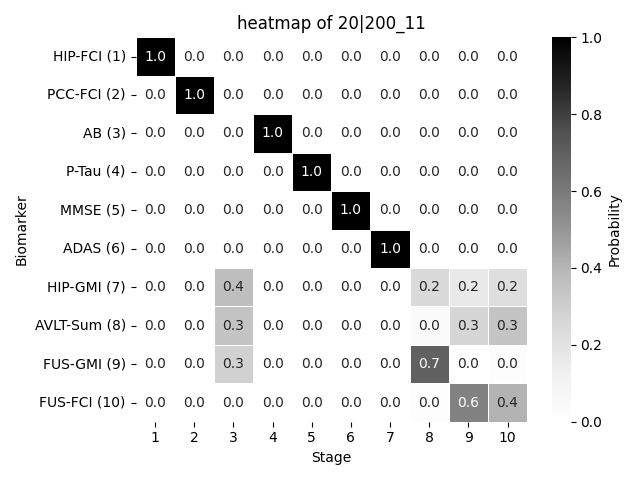 heatmap of 20|200_11
HIP-FCI (1) 1.0 0.0 0.0 0.0 0.0 0.0 0.0 0.0 0.0 0.0
PCC-FCI (2) 0.0 1.0 0.0 0.0 0.0 0.0 0.0 0.0 0.0 0.0
AB (3) 0.0 0.0 0.0 1.0 0.0 0.0 0.0 0.0 0.0 0.0
P-Tau (4) 0.0 0.0 0.0 0.0 1.0 0.0 0.0 0.0 0.0 0.0
MMSE (5) 0.0 0.0 0.0 0.0 0.0 1.0 0.0 0.0 0.0 0.0
ADAS (6) 0.0 0.0 0.0 0.0 0.0 0.0 1.0 0.0 0.0 0.0
HIP-GMI (7) 0.0 0.0 0.4 0.0 0.0 0.0 0.0 0.2 0.2 0.2
AVLT-Sum (8) 0.0 0.0 0.3 0.0 0.0 0.0 0.0 0.0 0.3 0.3
FUS-GMI (9) 0.0 0.0 0.3 0.0 0.0 0.0 0.0 0.7 0.0 0.0
FUS-FCI (10) 0.0 0.0 0.0 0.0 0.0 0.0 0.0 0.0 0.6 0.4
1 2 3 4 5 6 7 8 9 10
Stage
Biomarker
1.0
0.8
0.6
0.4
0.2
0.0
Probability